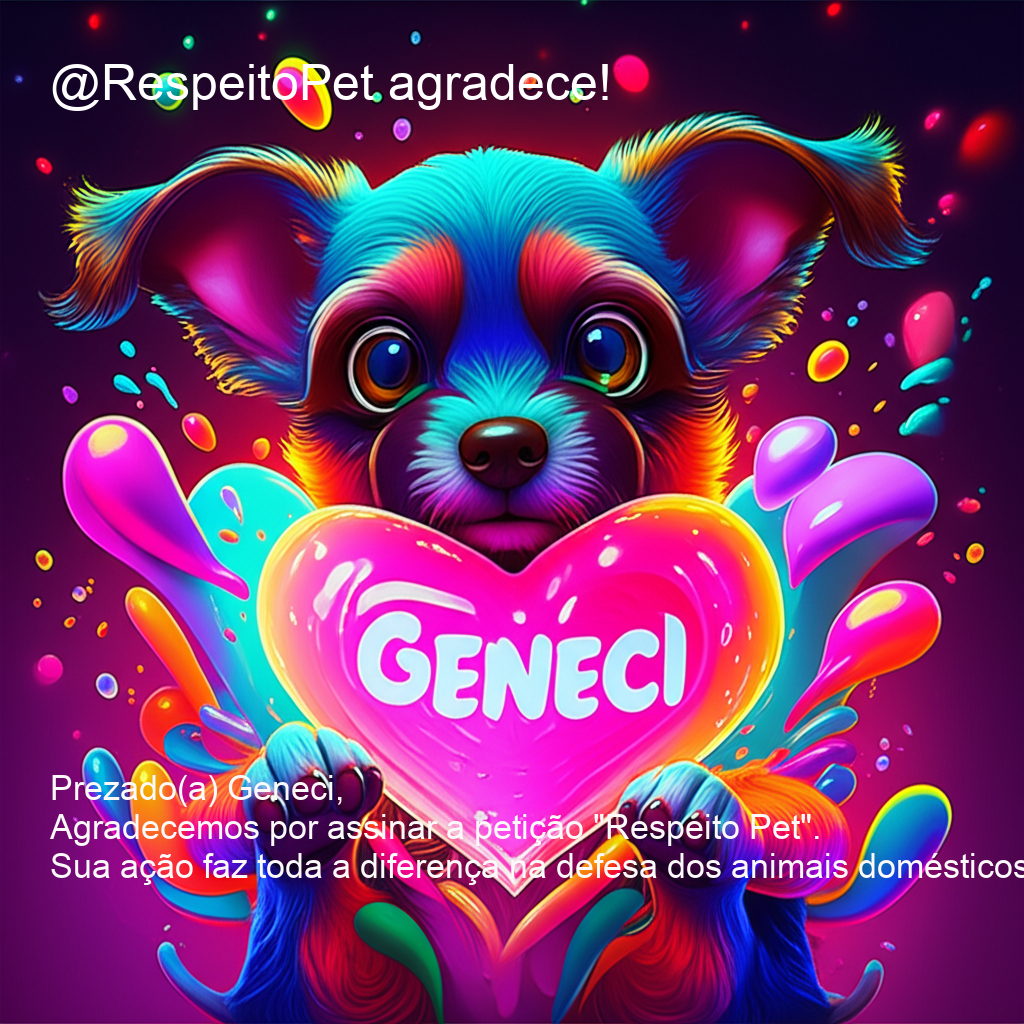 @RespeitoPet agradece!
GENECI
Prezado(a) Geneci,
Agradecemos por assinar a petição "Respeito Pet".
Sua ação faz toda a diferença na defesa dos animais domésticos